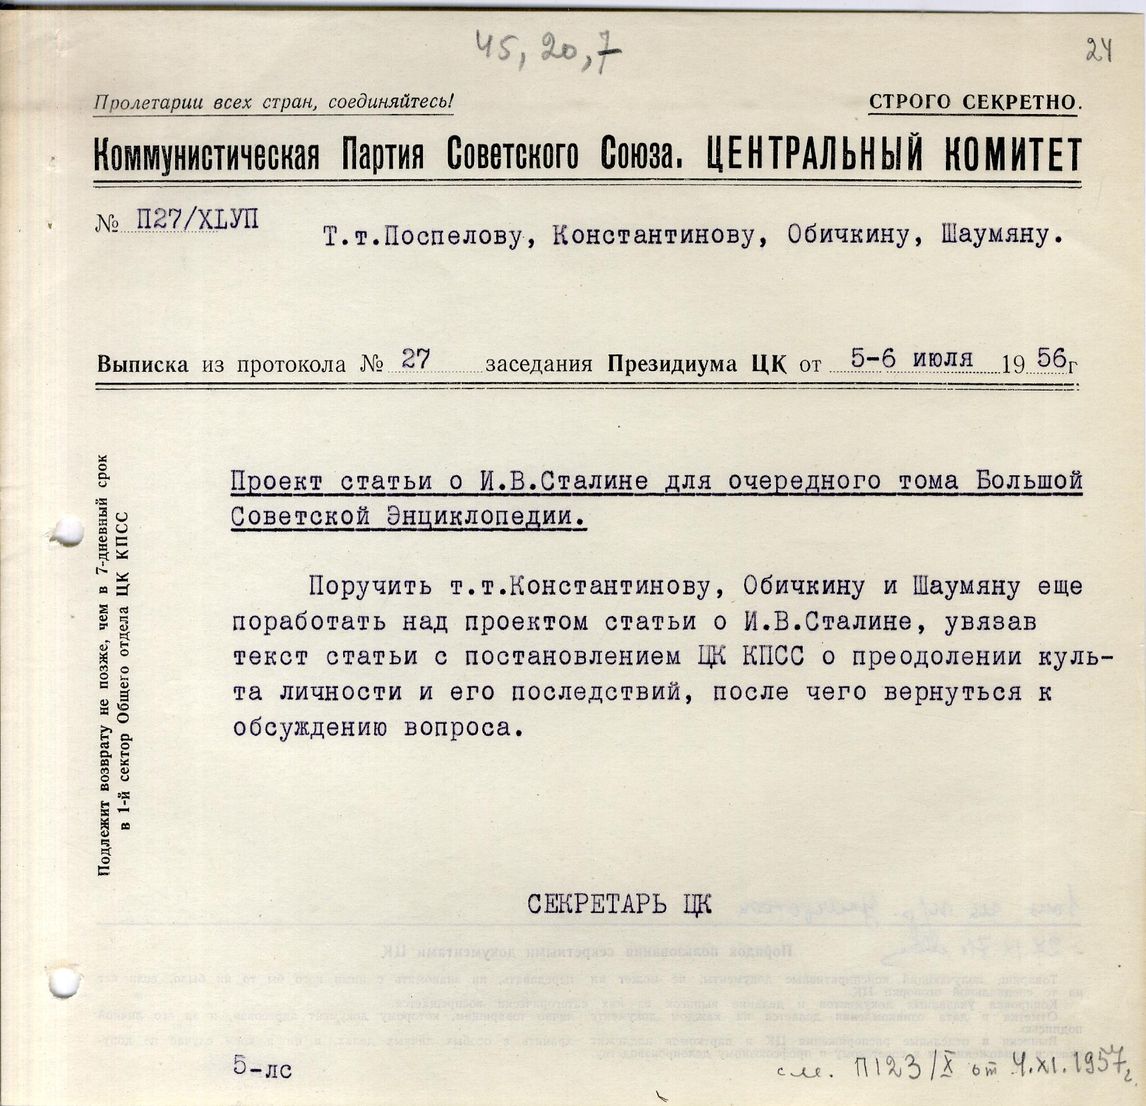 45, 20, 7
24
Пролетарии всех стран, соединяйтесь!
СТРОГО СЕКРЕТНО.
Коммунистическая Партия Советского Союза. ЦЕНТРАЛЬНЫЙ КОМИТЕТ
№ П27/XLУП
Т.т.Поспелову, Константинову, Обичкину, Шаумяну.
Выписка из протокола № 27 заседания Президиума ЦК от 5-6 июля 1956г
Подлежит возврату не позже, чем в 7-дневный срок
в 1-й сектор Общего отдела ЦК КПСС
Проект статьи о И.В.Сталине для очередного тома Большой
Советской Энциклопедии.
Поручить т.т.Константинову, Обичкину и Шаумяну еще
поработать над проектом статьи о И.В.Сталине, увязав
текст статьи с постановлением ЦК КПСС о преодолении куль-
та личности и его последствий, после чего вернуться к
обсуждению вопроса.
СЕКРЕТАРЬ ЦК
Порядок пользования секретными документами ЦК
5-лс
см. П123/X от 4.XI.1957г.